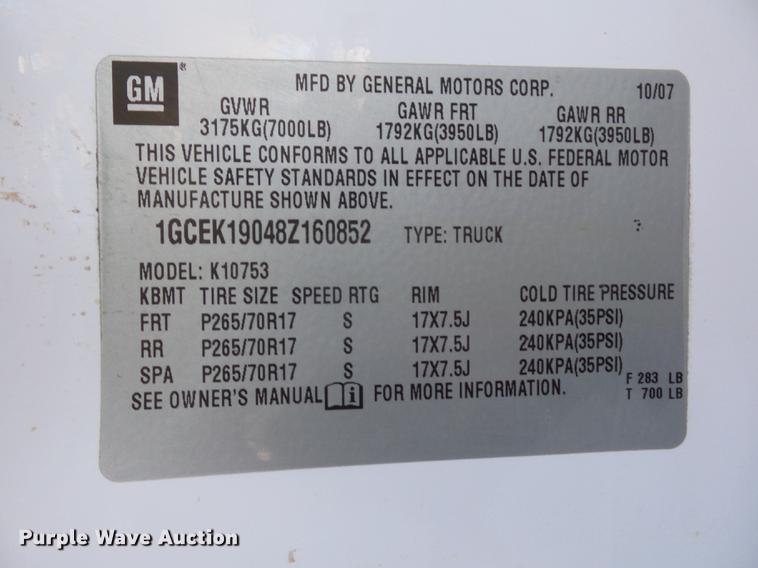 GM
MFD BY GENERAL MOTORS CORP. 10/07
GVWR GAWR FRT GAWR RR
3175KG(7000LB) 1792KG(3950LB) 1792KG(3950LB)
THIS VEHICLE CONFORMS TO ALL APPLICABLE U.S. FEDERAL MOTOR
VEHICLE SAFETY STANDARDS IN EFFECT ON THE DATE OF
MANUFACTURE SHOWN ABOVE.
1GCEK19048Z160852 TYPE: TRUCK
MODEL: K10753
KBMT TIRE SIZE SPEED RTG RIM COLD TIRE PRESSURE
FRT P265/70R17 S 17X7.5J 240KPA(35PSI)
RR P265/70R17 S 17X7.5J 240KPA(35PSI)
SPA P265/70R17 S 17X7.5J 240KPA(35PSI)
SEE OWNER'S MANUAL i FOR MORE INFORMATION.
F 283 LB
T 700 LB
Purple Wave Auction